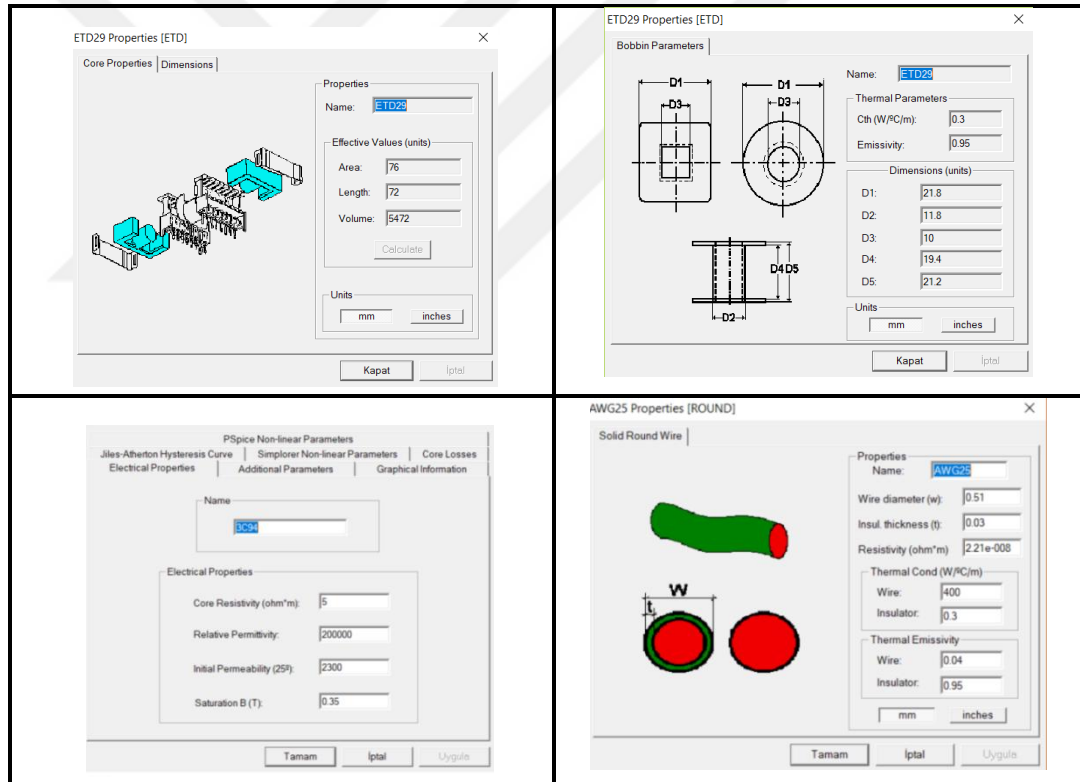 ETD29 Properties [ETD]
Core Properties
Dimensions
Properties
Name: ETD29
Effective Values (units)
Area: 76
Length: 72
Volume: 5472
Calculate
Units
mm inches
Kapat İptal
ETD29 Properties [ETD]
Bobbin Parameters
D1 D1
D3 D3
D4 D5
D2
Name: ETD29
Thermal Parameters
Cth (W/ºC/m): 0.3
Emissivity: 0.95
Dimensions (units)
D1: 21.8
D2: 11.8
D3: 10
D4: 19.4
D5: 21.2
Units
mm inches
Kapat İptal
PSpice Non-linear Parameters
Jiles-Atherton Hysteresis Curve Simplorer Non-linear Parameters Core Losses
Electrical Properties Additional Parameters Graphical Information
Name
3C94
Electrical Properties
Core Resistivity (ohm*m): 5
Relative Permittivity: 200000
Initial Permeability (25º): 2300
Saturation B (T): 0.35
Tamam İptal Uygula
AWG25 Properties [ROUND]
Solid Round Wire
W
t
Properties
Name: AWG25
Wire diameter (w): 0.51
Insul. thickness (t): 0.03
Resistivity (ohm*m) 2.21e-008
Thermal Cond (W/ºC/m)
Wire: 400
Insulator: 0.3
Thermal Emissivity
Wire: 0.04
Insulator: 0.95
mm inches
Tamam İptal Uygula